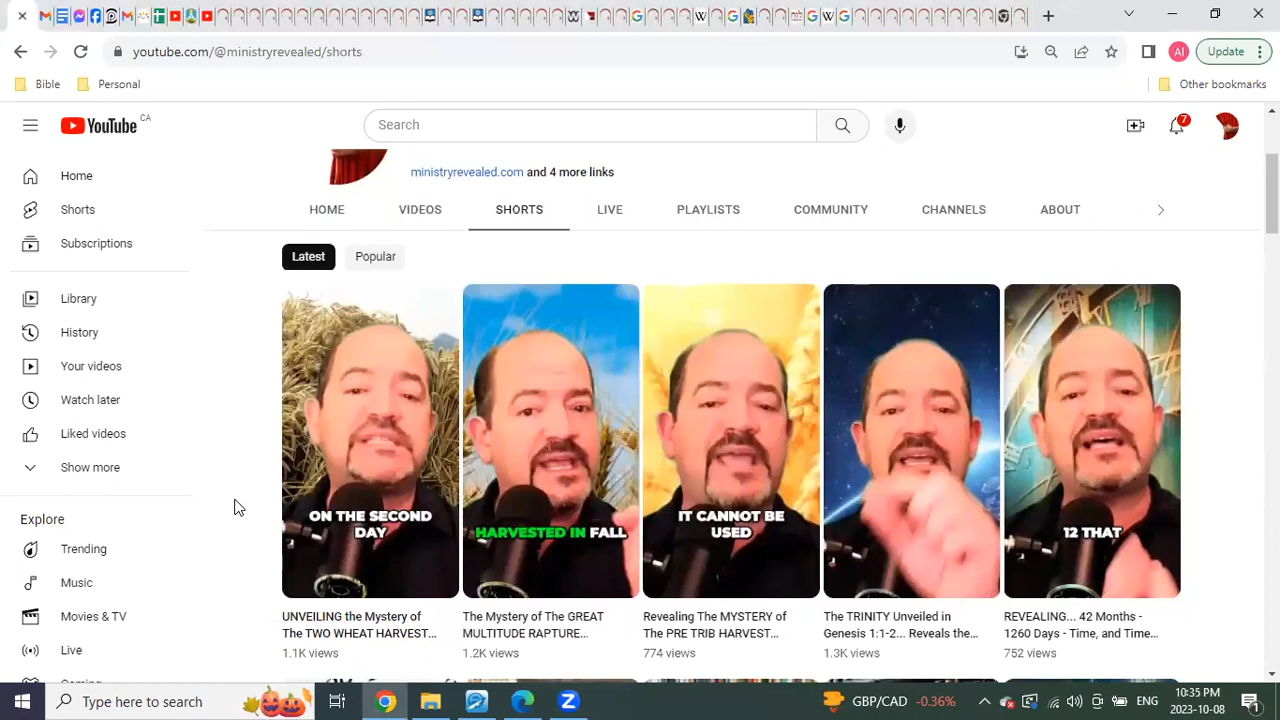 youtube.com/@ministryrevealed/shorts
AI
Update
Bible
Personal
Other bookmarks
YouTube CA
Search
7
ministryrevealed.com and 4 more links
HOME
VIDEOS
SHORTS
LIVE
PLAYLISTS
COMMUNITY
CHANNELS
ABOUT
Latest
Popular
Home
Shorts
Subscriptions
Library
History
Your videos
Watch later
Liked videos
Show more
Explore
Trending
Music
Movies & TV
Live
ON THE SECOND
DAY
HARVESTED IN FALL
IT CANNOT BE
USED
12 THAT
UNVEILING the Mystery of
The TWO WHEAT HARVEST...
1.1K views
The Mystery of The GREAT
MULTITUDE RAPTURE...
1.2K views
Revealing The MYSTERY of
The PRE TRIB HARVEST...
774 views
The TRINITY Unveiled in
Genesis 1:1-2... Reveals the...
1.3K views
REVEALING... 42 Months -
1260 Days - Time, and Time...
752 views
Type here to search
GBP/CAD -0.36%
ENG
10:35 PM
2023-10-08
1